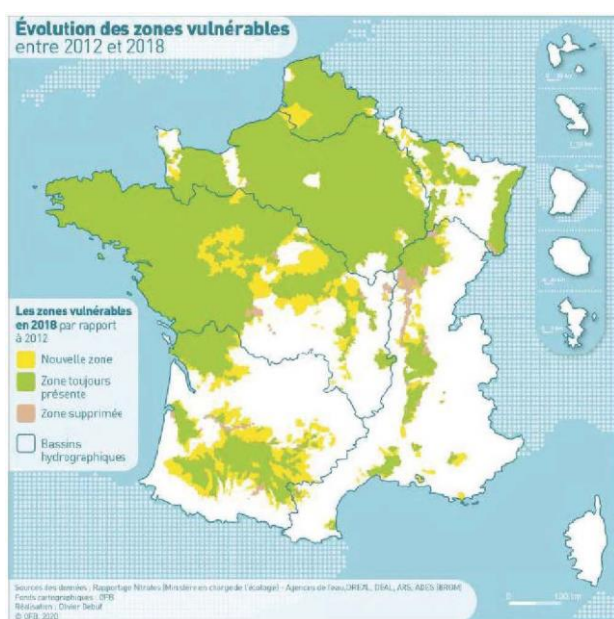 Évolution des zones vulnérables
entre 2012 et 2018
Les zones vulnérables
en 2018 par rapport
à 2012
Nouvelle zone
Zone toujours
présente
Zone supprimée
Bassins
hydrographiques
Sources des données : Rapportage Nitrates (Ministère en charge de l'écologie) - Agences de l'eau, DREAL, DEAL, ARS, ADES (BRGM)
Fonds cartographiques : OFB
Réalisation : Olivier Debuf
© OFB, 2020
0 100 km